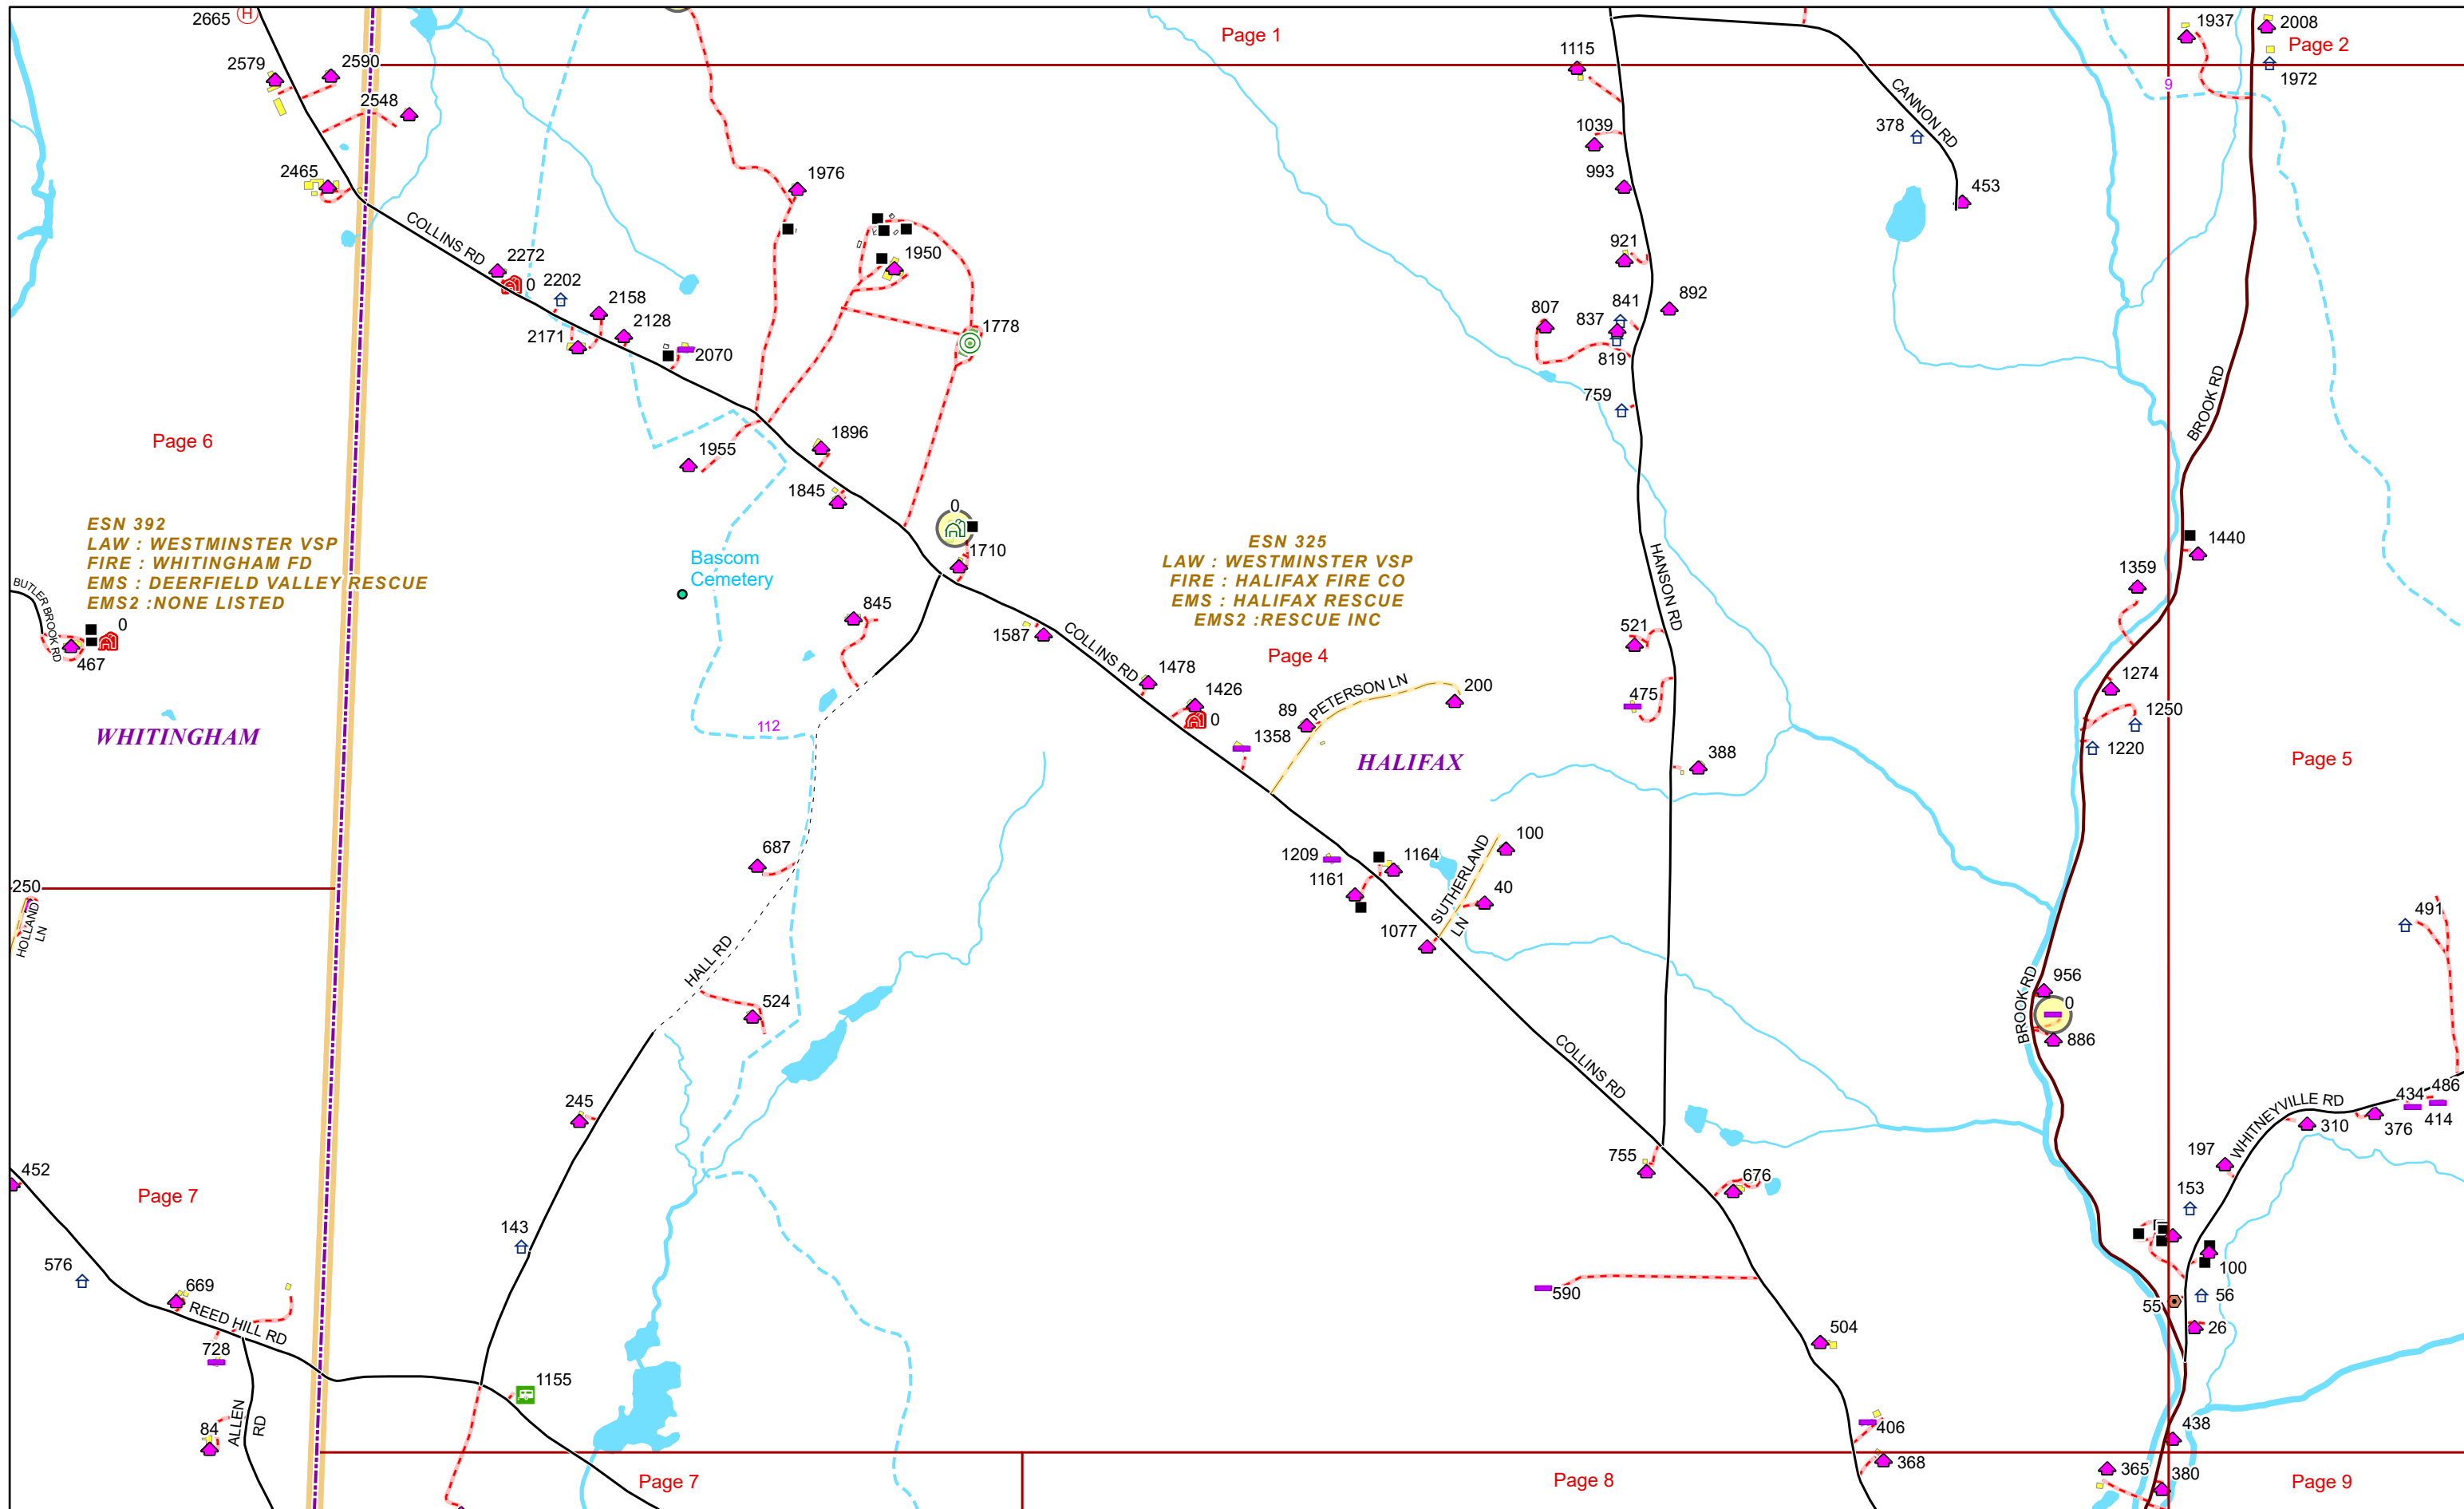 2665
H
Page 1
1937
2008
Page 2
1115
2579
2590
1972
9
2548
CANNON RD
378
1039
993
2465
1976
453
COLLINS RD
921
1950
2272
0
2202
2158
2128
2171
2070
1778
807
841
837
892
819
759
BROOK RD
Page 6
1955
1896
1845
0
1710
ESN 392
LAW : WESTMINSTER VSP
FIRE : WHITINGHAM FD
EMS : DEERFIELD VALLEY RESCUE
EMS2 :NONE LISTED
Bascom
Cemetery
ESN 325
LAW : WESTMINSTER VSP
FIRE : HALIFAX FIRE CO
EMS : HALIFAX RESCUE
EMS2 :RESCUE INC
HANSON RD
1440
1359
BUTLER BROOK RD
0
467
845
1587
COLLINS RD
Page 4
521
1478
1426
0
PETERSON LN
89
200
475
1274
1250
1220
WHITINGHAM
112
1358
HALIFAX
388
Page 5
687
1209
1164
1161
SUTHERLAND
LN
100
40
1077
250
HOLLAND
LN
491
HALL RD
524
BROOK RD
956
0
886
COLLINS RD
245
434
486
414
WHITNEYVILLE RD
310
376
452
Page 7
755
676
197
153
143
576
100
669
590
55
56
26
REED HILL RD
728
504
1155
84
ALLEN
RD
406
438
368
Page 7
Page 8
365
380
Page 9